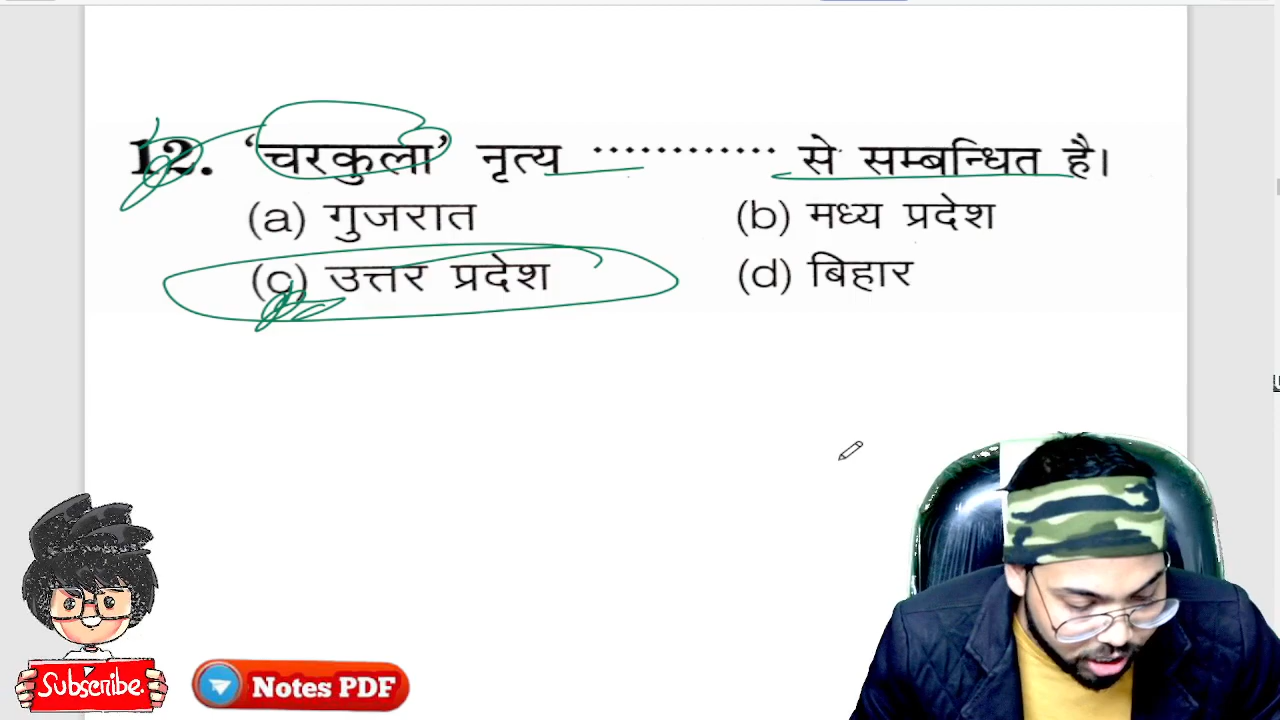 12. ‘चरकुला’ नृत्य ............ से सम्बन्धित है।
(a) गुजरात (b) मध्य प्रदेश
(c) उत्तर प्रदेश (d) बिहार
Subscribe.
Notes PDF